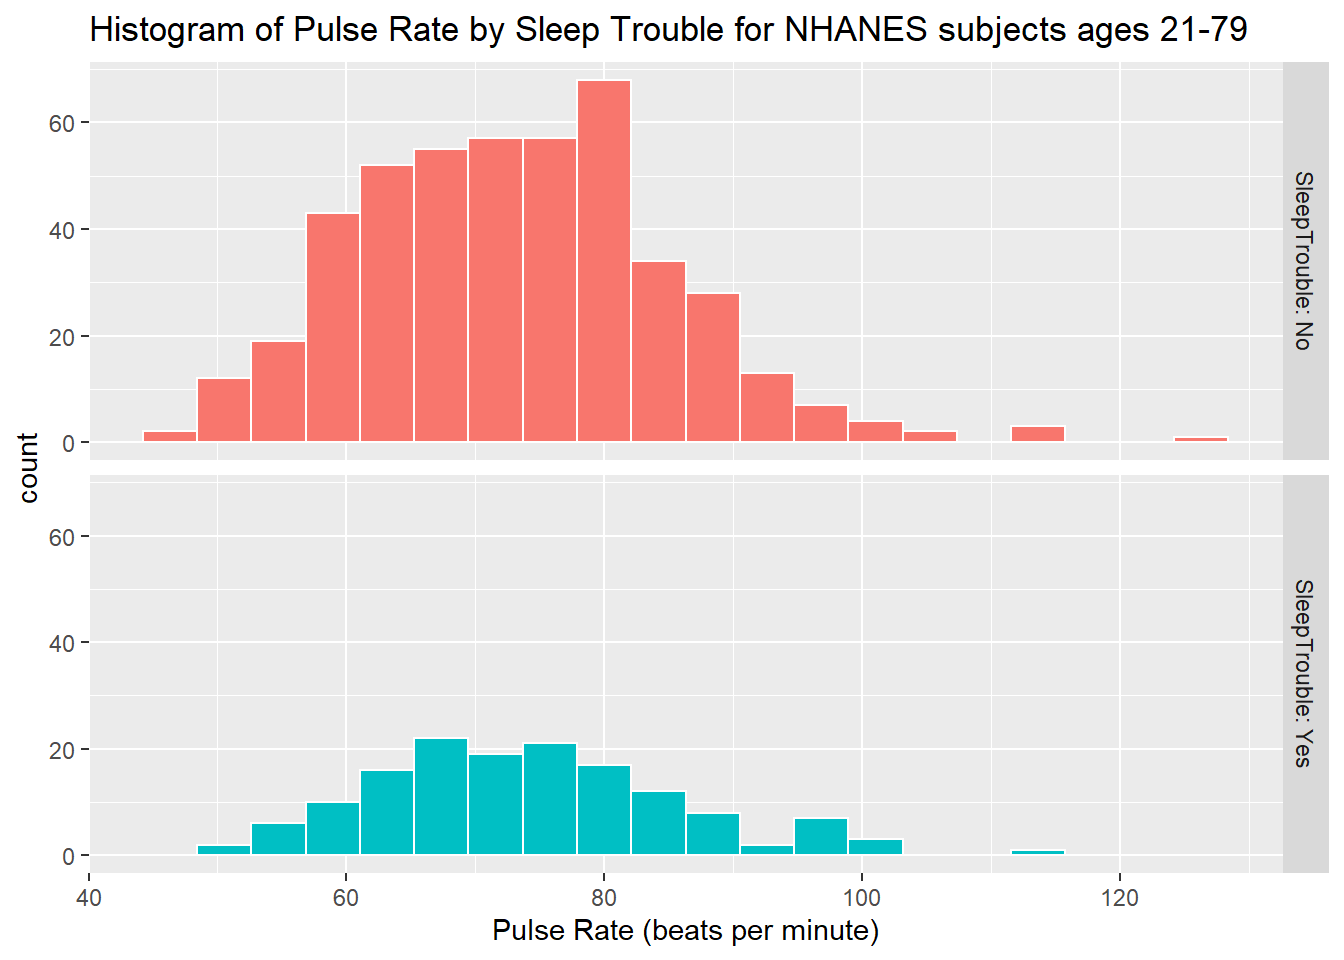 Histogram of Pulse Rate by Sleep Trouble for NHANES subjects ages 21-79
count
60
40
20
0
SleepTrouble: No
60
40
20
0
SleepTrouble: Yes
40 60 80 100 120
Pulse Rate (beats per minute)